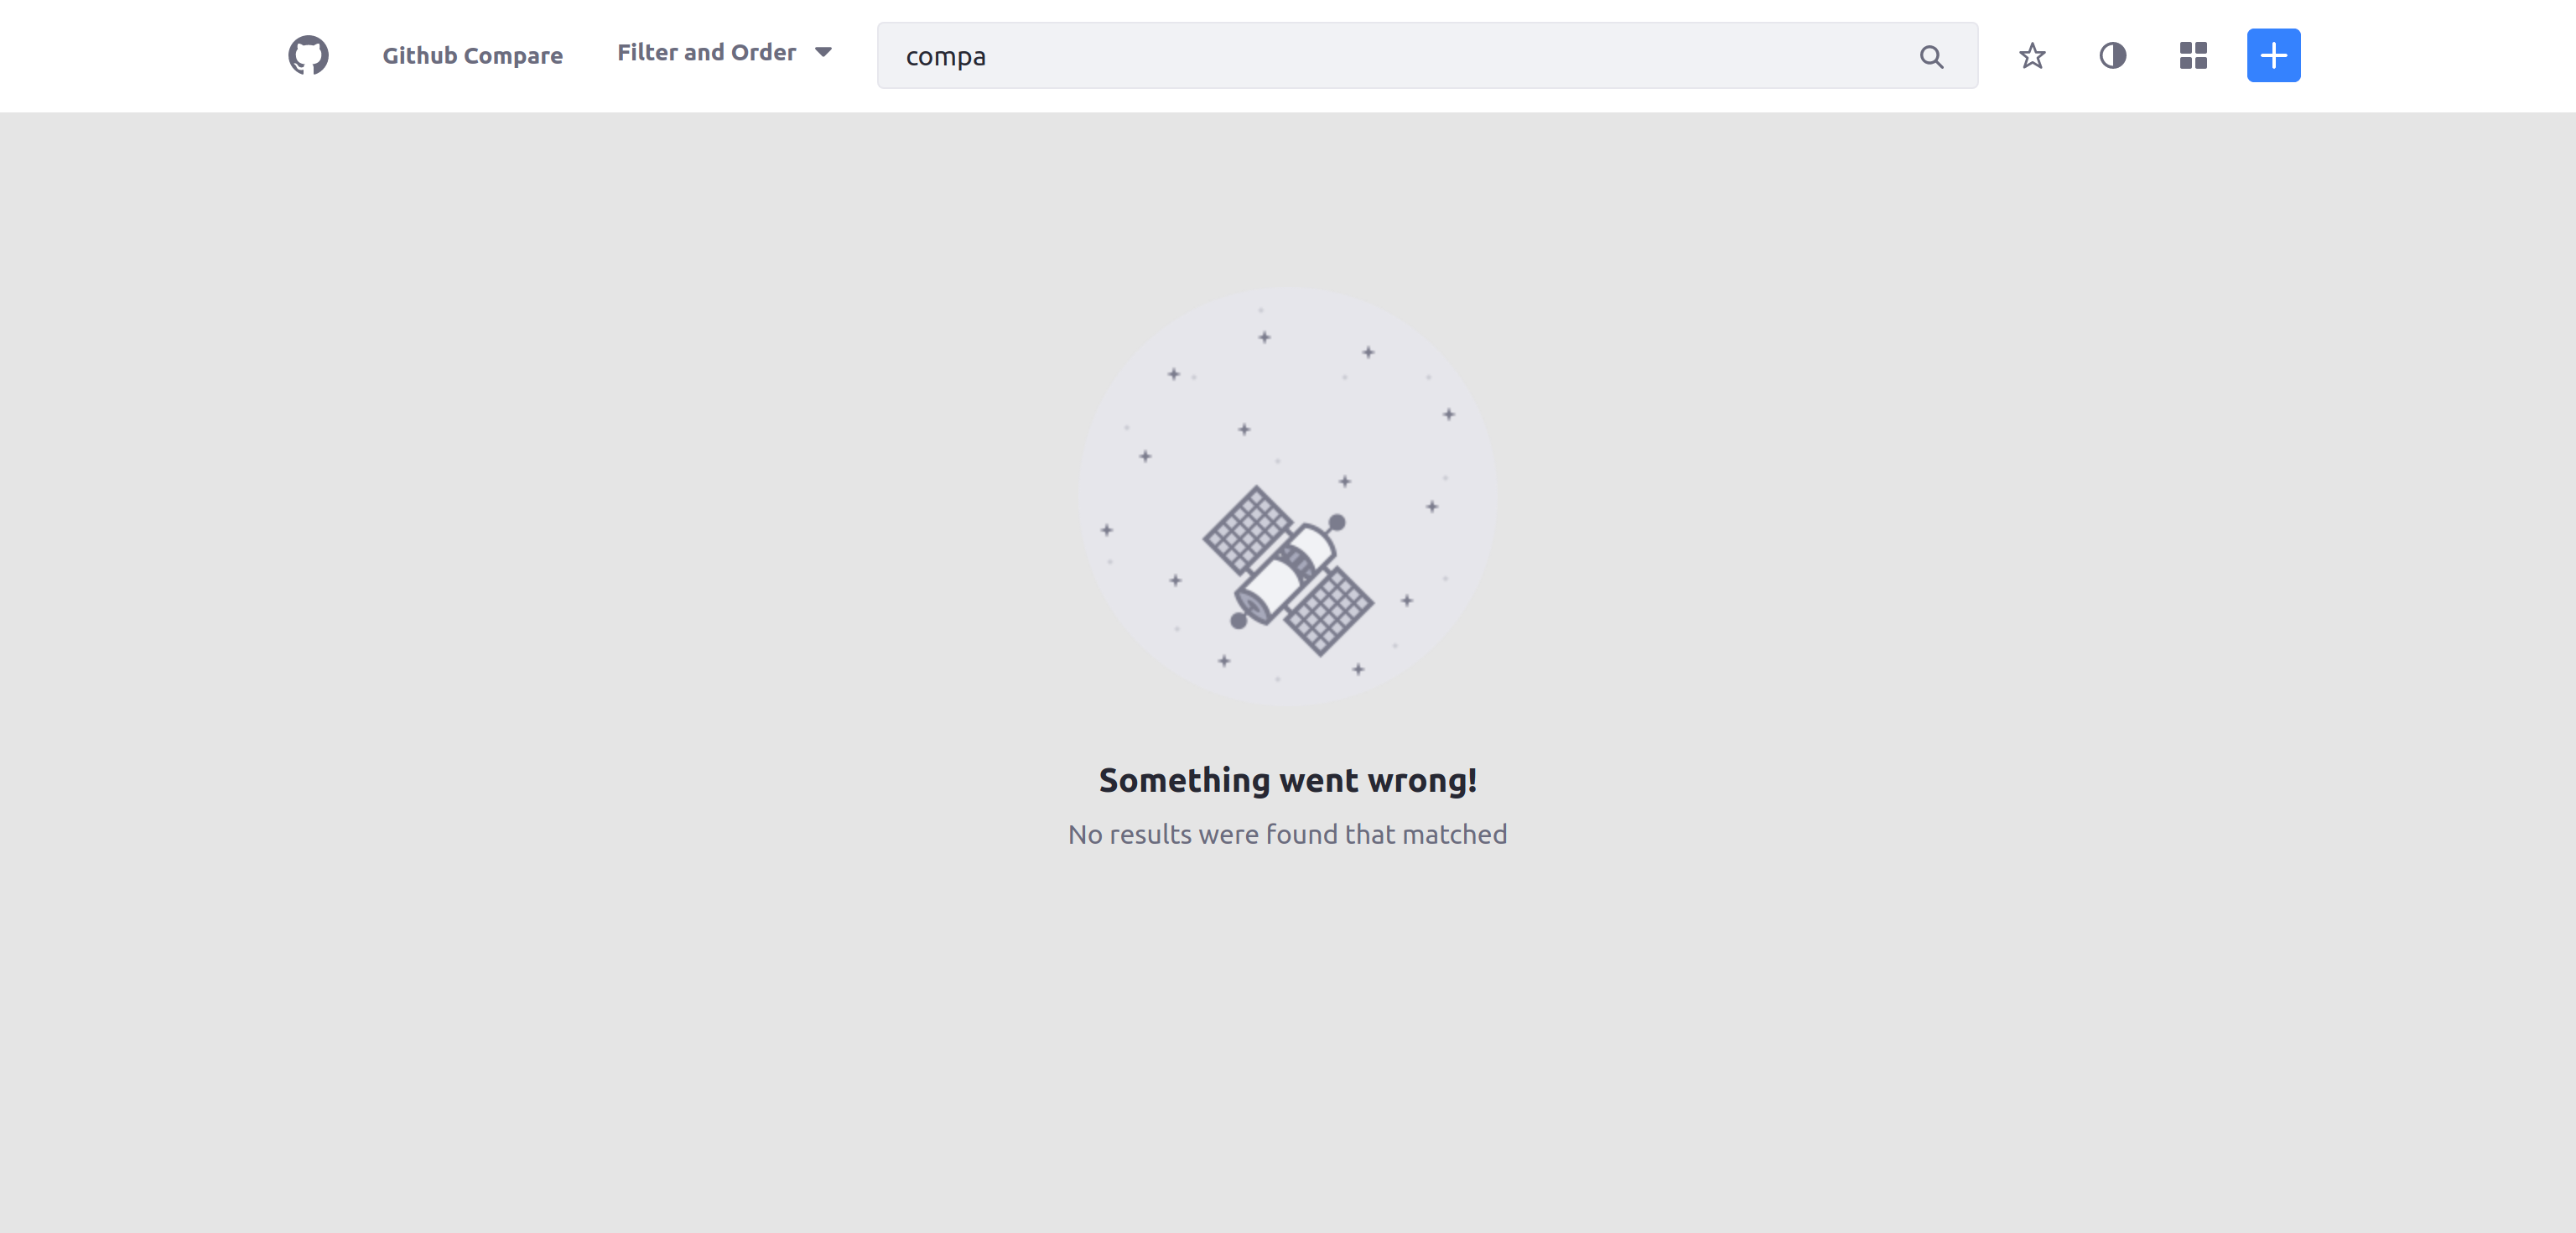 Github Compare
Filter and Order
compa
Something went wrong!
No results were found that matched